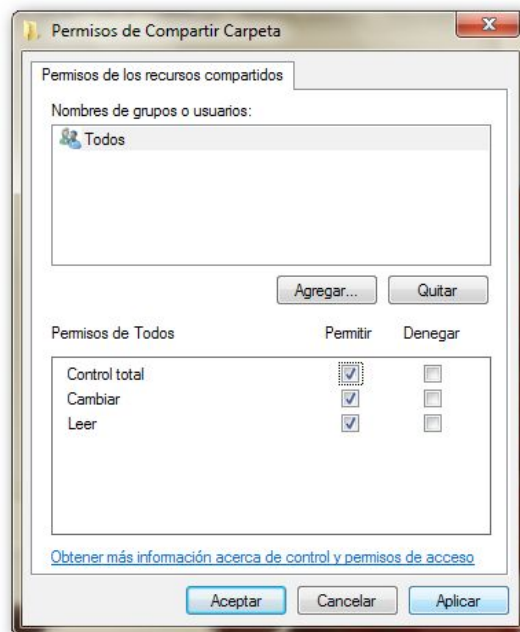 Permisos de Compartir Carpeta
Permisos de los recursos compartidos
Nombres de grupos o usuarios:
Todos
Agregar... Quitar
Permisos de Todos Permitir Denegar
Control total
Cambiar
Leer
Obtener más información acerca de control y permisos de acceso
Aceptar Cancelar Aplicar